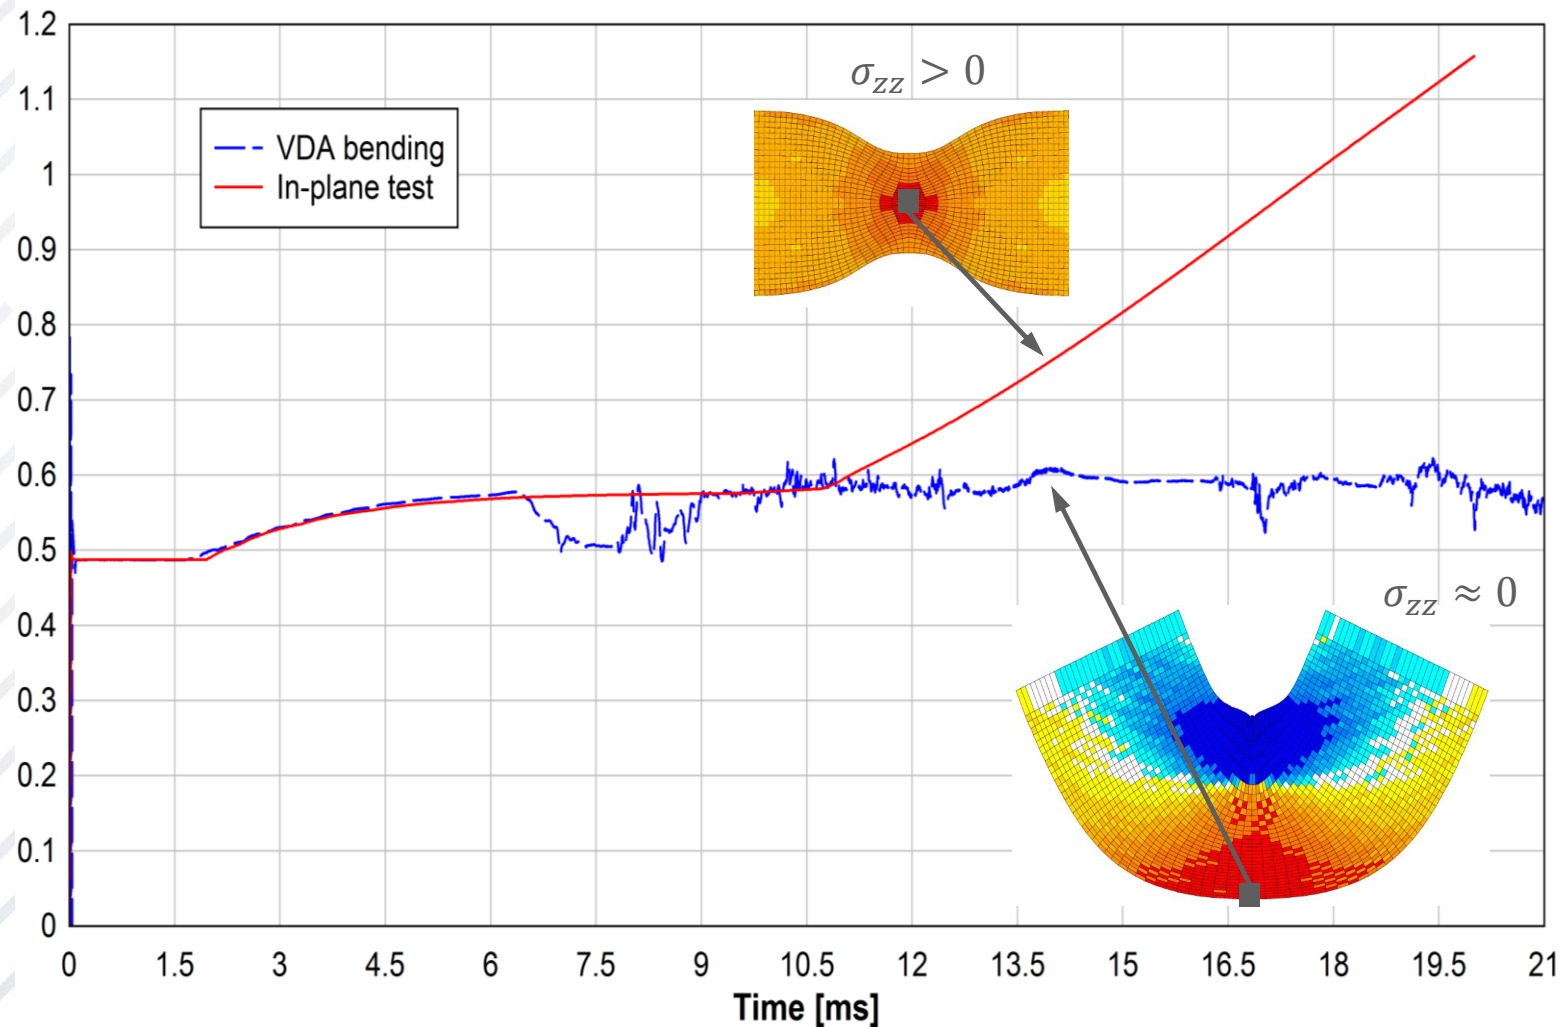 1.2
1.1
1
0.9
0.8
0.7
0.6
0.5
0.4
0.3
0.2
0.1
0
VDA bending
In-plane test
σzz > 0
σzz ≈ 0
0 1.5 3 4.5 6 7.5 9 10.5 12 13.5 15 16.5 18 19.5 21
Time [ms]